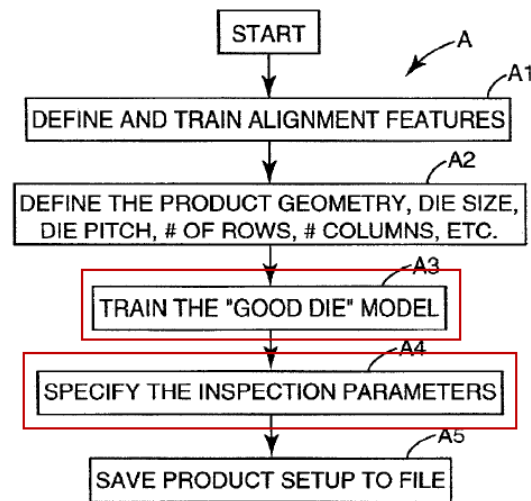 START
A
A1
DEFINE AND TRAIN ALIGNMENT FEATURES
A2
DEFINE THE PRODUCT GEOMETRY, DIE SIZE,
DIE PITCH, # OF ROWS, # COLUMNS, ETC.
A3
TRAIN THE "GOOD DIE" MODEL
A4
SPECIFY THE INSPECTION PARAMETERS
A5
SAVE PRODUCT SETUP TO FILE